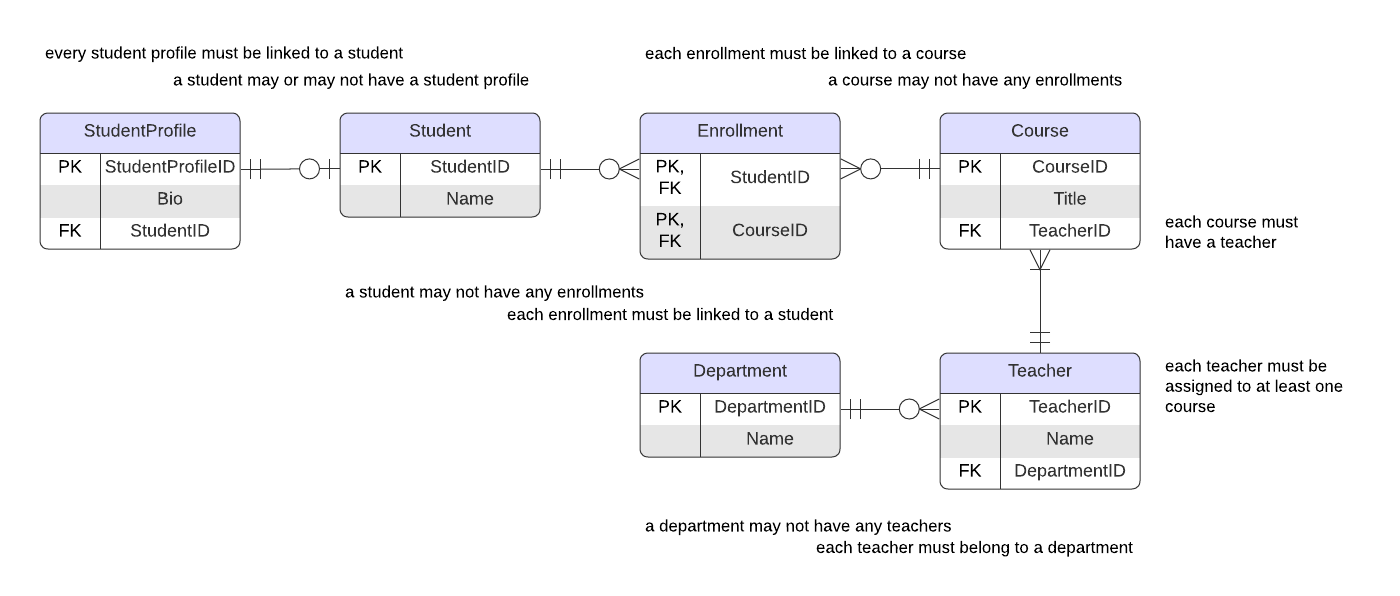 every student profile must be linked to a student
a student may or may not have a student profile
each enrollment must be linked to a course
a course may not have any enrollments
StudentProfile
PK StudentProfileID
Bio
FK StudentID
Student
PK StudentID
Name
Enrollment
PK,
FK
StudentID
PK,
FK
CourseID
Course
PK CourseID
Title
FK TeacherID
each course must
have a teacher
a student may not have any enrollments
each enrollment must be linked to a student
Department
PK DepartmentID
Name
Teacher
PK TeacherID
Name
FK DepartmentID
each teacher must be
assigned to at least one
course
a department may not have any teachers
each teacher must belong to a department